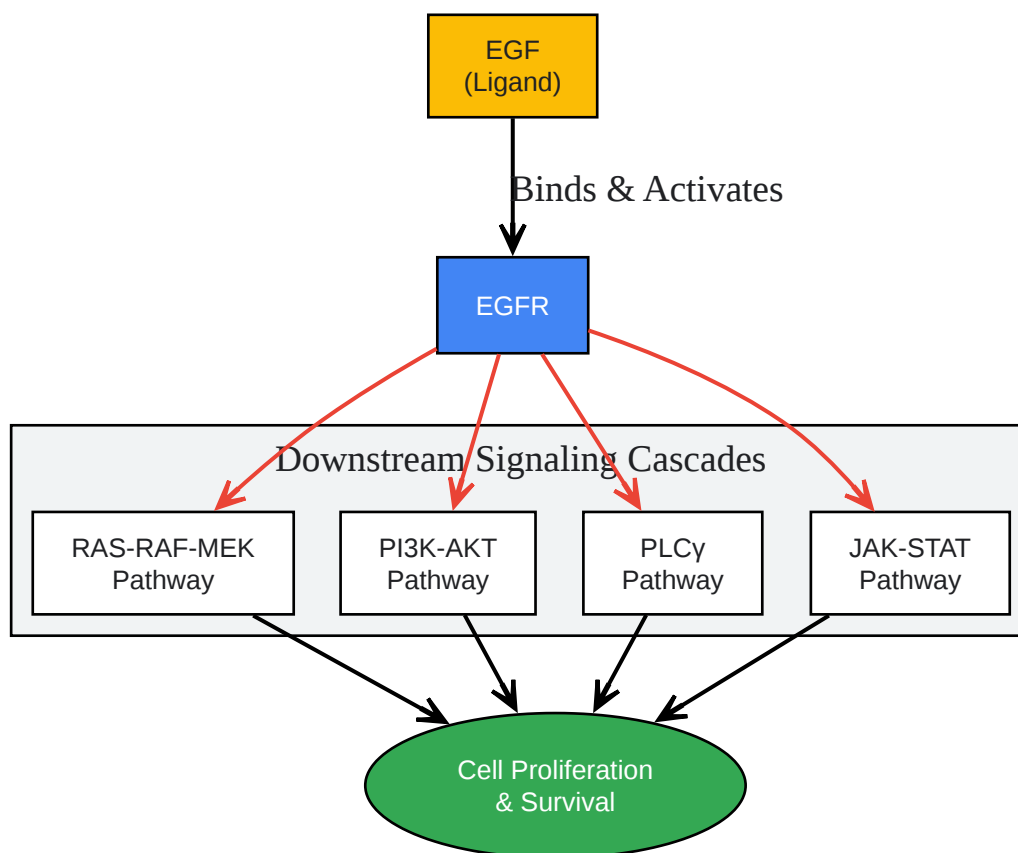 EGF
(Ligand)
Binds & Activates
EGFR
Downstream Signaling Cascades
RAS-RAF-MEK
Pathway
PI3K-AKT
Pathway
PLCγ
Pathway
JAK-STAT
Pathway
Cell Proliferation
& Survival